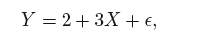 Y = 2 + 3X + ϵ,